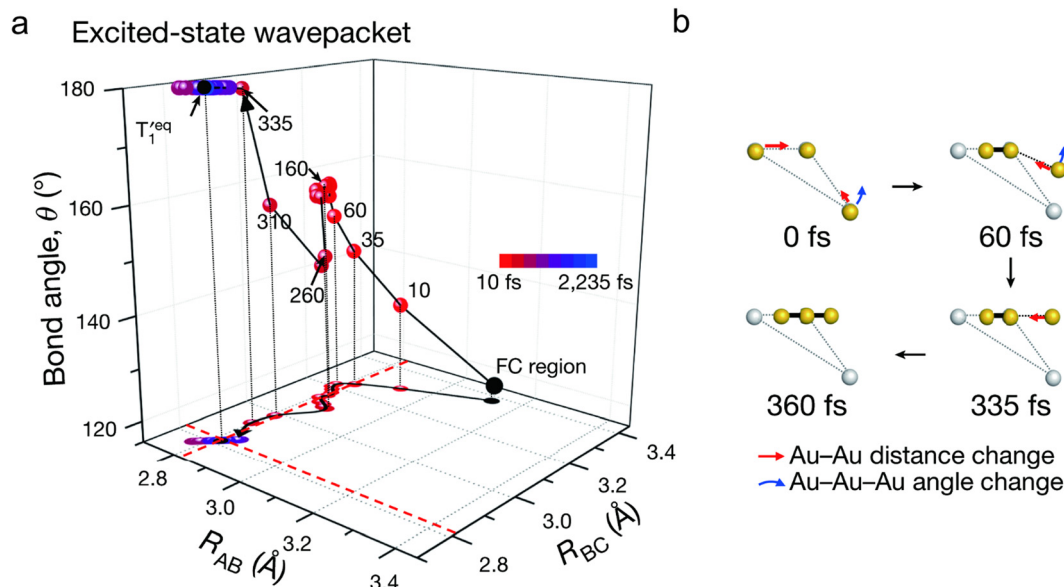 a
Excited-state wavepacket
180
160
140
120
Bond angle, θ (°)
T₁′ᵉq
335
160
60
310
35
260
10
10 fs
2,235 fs
FC region
2.8
3.0
3.2
3.4
R_AB (Å)
2.8
3.0
3.2
3.4
R_BC (Å)
b
0 fs
60 fs
360 fs
335 fs
Au–Au distance change
Au–Au–Au angle change